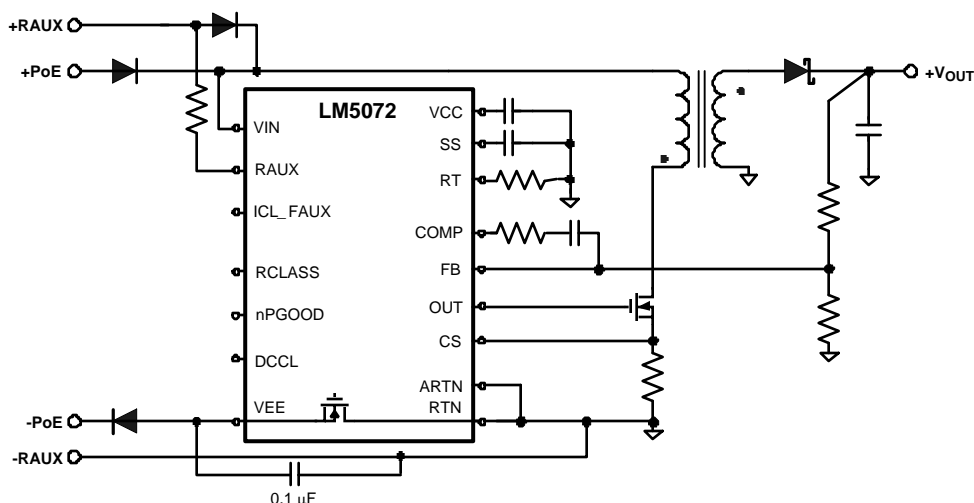 +RAUX
+PoE
LM5072
VIN
RAUX
ICL_FAUX
RCLASS
nPGOOD
DCCL
VEE
VCC
SS
RT
COMP
FB
OUT
CS
ARTN
RTN
+VOUT
-PoE
-RAUX
0.1 µF